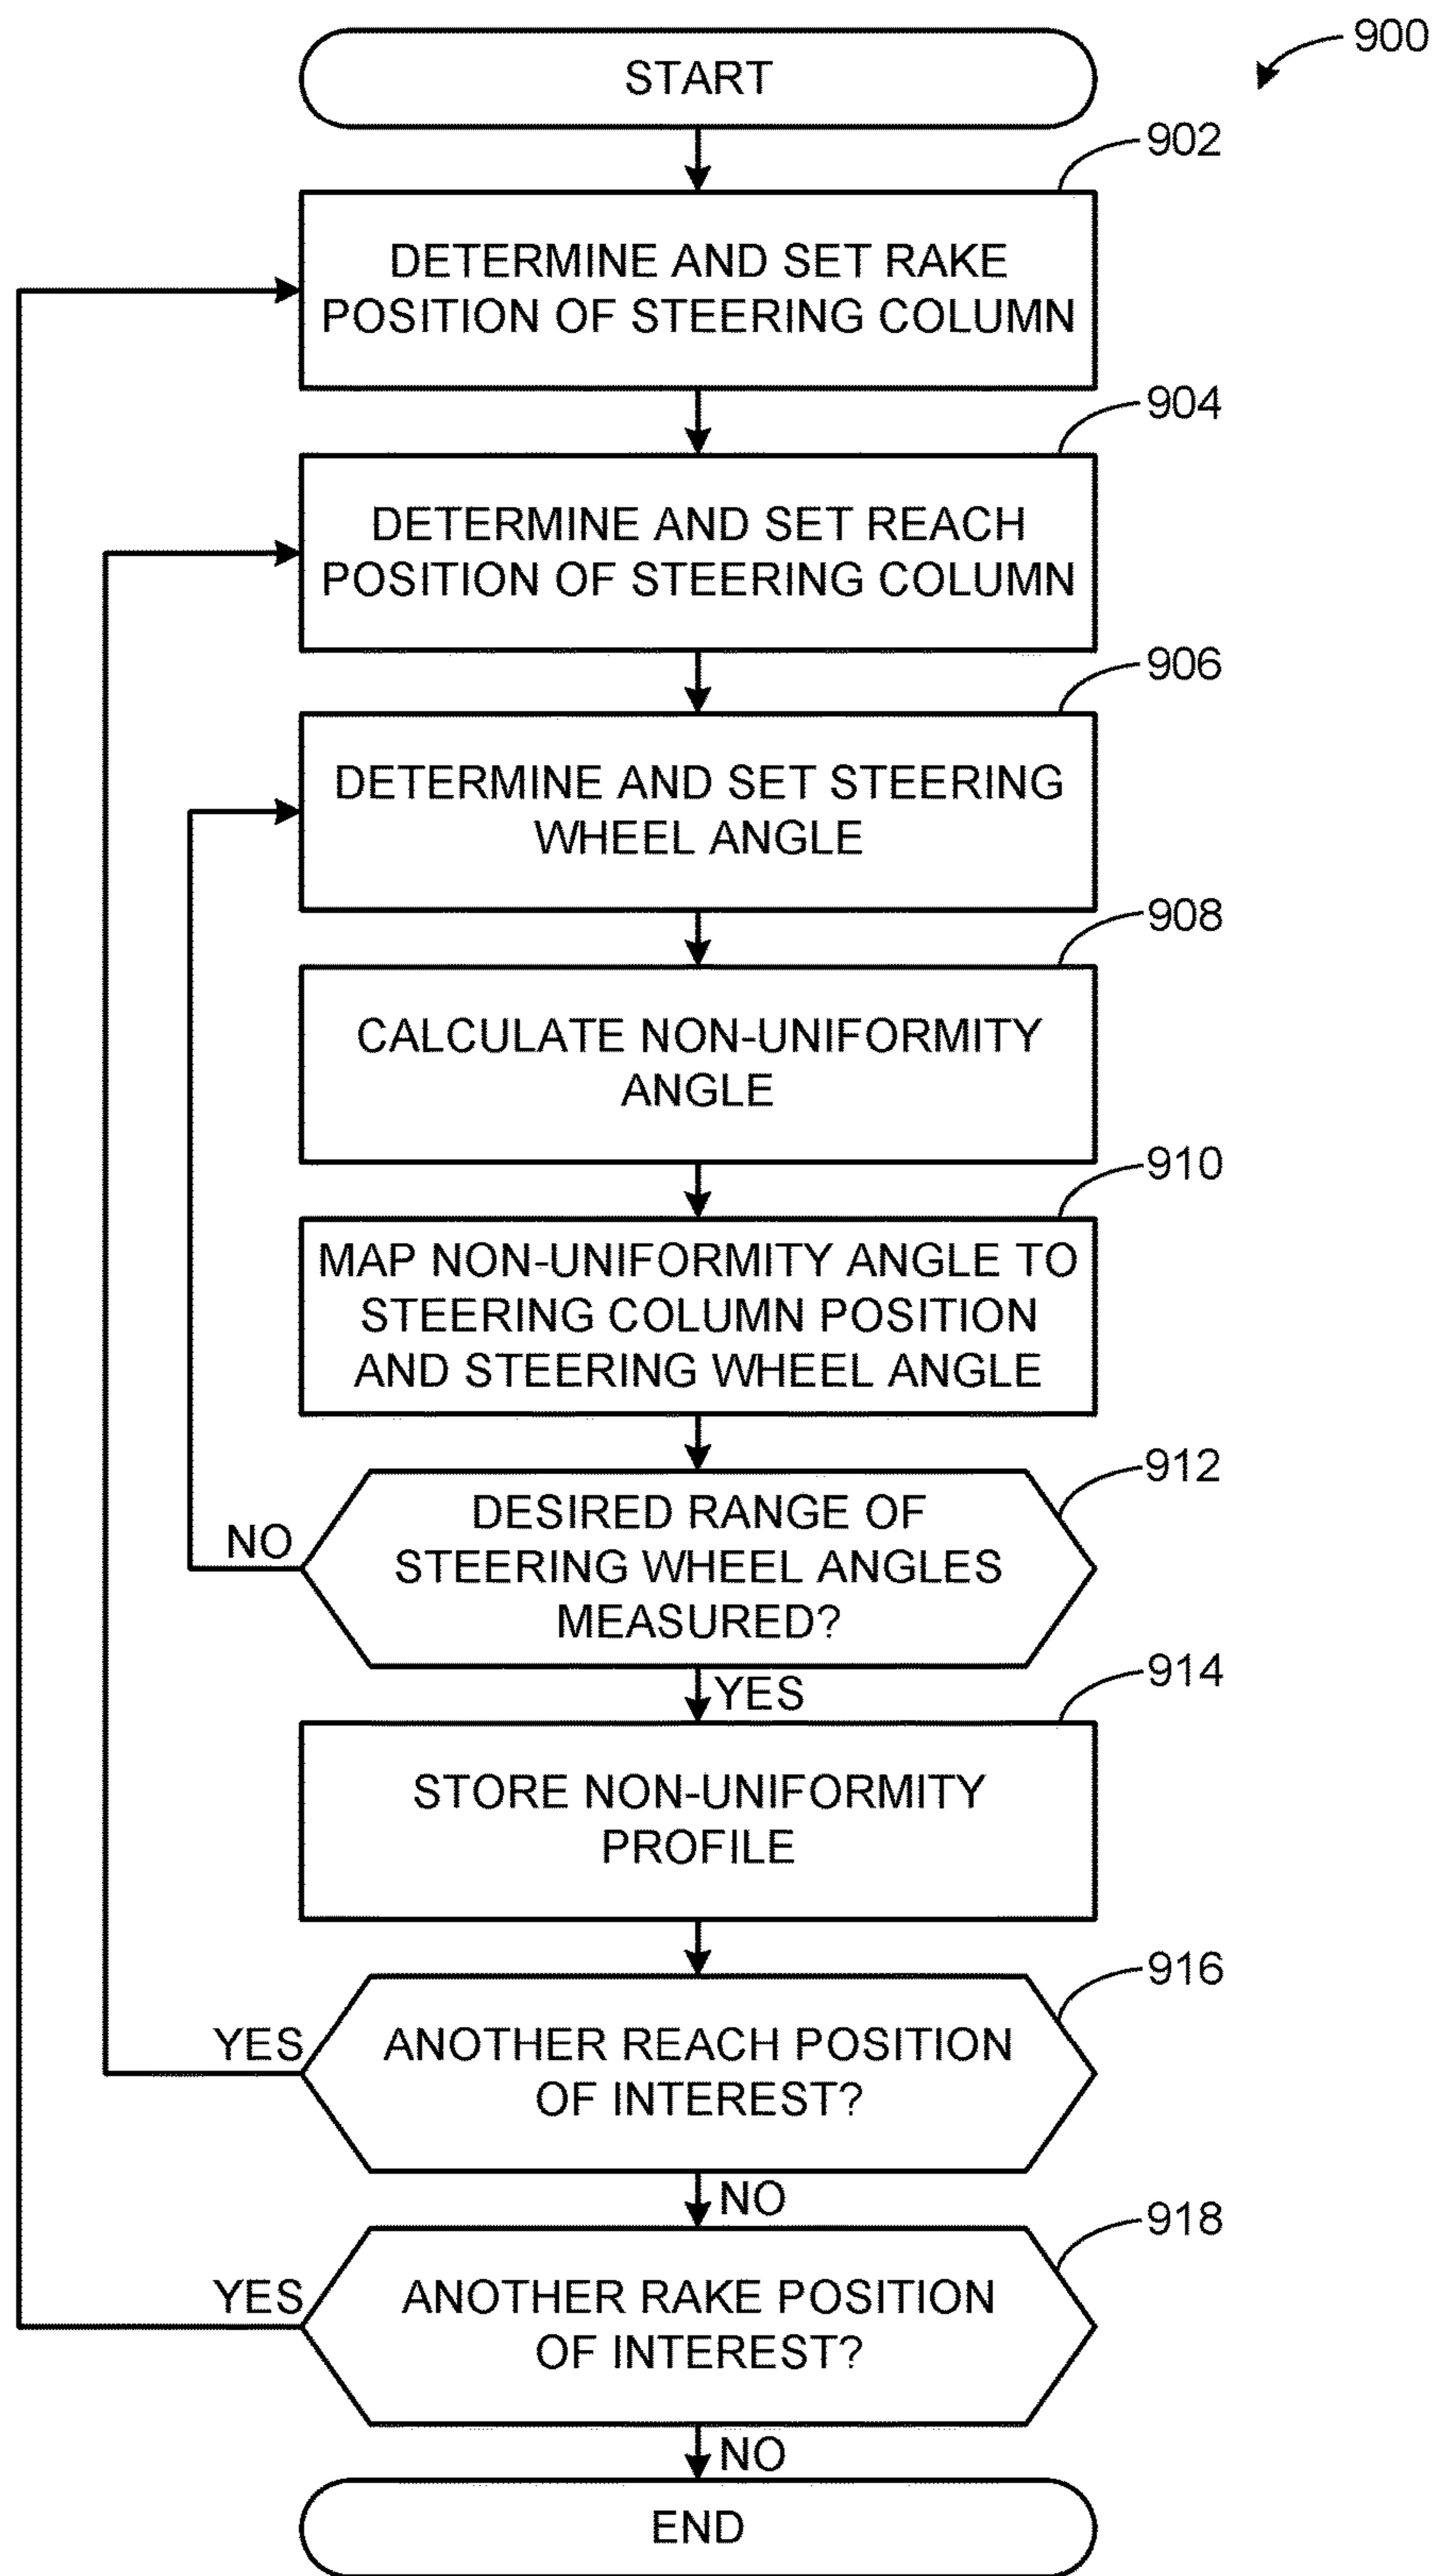 900
START
902
DETERMINE AND SET RAKE
POSITION OF STEERING COLUMN
904
DETERMINE AND SET REACH
POSITION OF STEERING COLUMN
906
DETERMINE AND SET STEERING
WHEEL ANGLE
908
CALCULATE NON-UNIFORMITY
ANGLE
910
MAP NON-UNIFORMITY ANGLE TO
STEERING COLUMN POSITION
AND STEERING WHEEL ANGLE
912
DESIRED RANGE OF
STEERING WHEEL ANGLES
MEASURED?
NO
YES
914
STORE NON-UNIFORMITY
PROFILE
916
ANOTHER REACH POSITION
OF INTEREST?
YES
NO
918
ANOTHER RAKE POSITION
OF INTEREST?
YES
NO
END